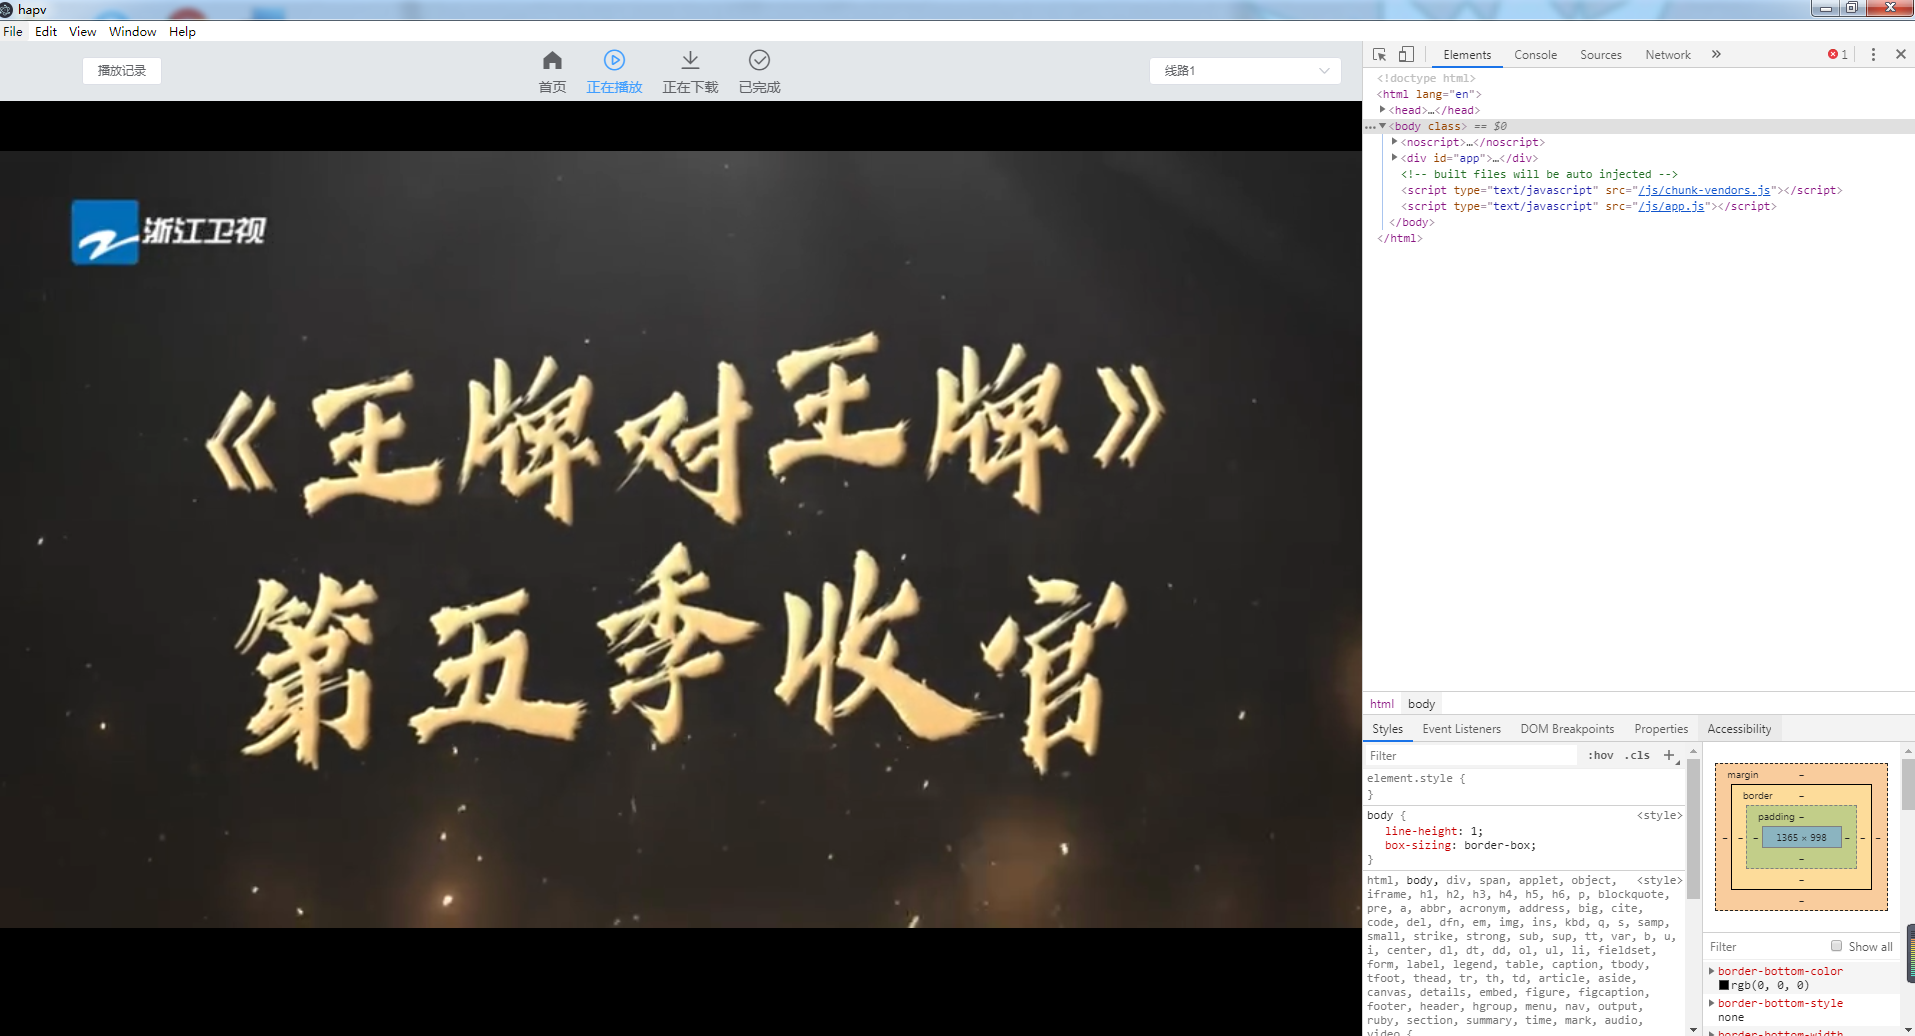 hapv
File Edit View Window Help
播放记录
首页
正在播放
正在下载
已完成
线路1
浙江卫视
《王牌对王牌》
第五季收官
Elements Console Sources Network » 1
<!doctype html>
<html lang="en">
<head>…</head>
<body class> == $0
<noscript>…</noscript>
<div id="app">…</div>
<!-- built files will be auto injected -->
<script type="text/javascript" src="/js/chunk-vendors.js"></script>
<script type="text/javascript" src="/js/app.js"></script>
</body>
</html>
html body
Styles Event Listeners DOM Breakpoints Properties Accessibility
Filter :hov .cls +
element.style {
}
body { <style>
line-height: 1;
box-sizing: border-box;
}
html, body, div, span, applet, object, <style>
iframe, h1, h2, h3, h4, h5, h6, p, blockquote,
pre, a, abbr, acronym, address, big, cite,
code, del, dfn, em, img, ins, kbd, q, s, samp,
small, strike, strong, sub, sup, tt, var, b, u,
i, center, dl, dt, dd, ol, ul, li, fieldset,
form, label, legend, table, caption, tbody,
tfoot, thead, tr, th, td, article, aside,
canvas, details, embed, figure, figcaption,
footer, header, hgroup, menu, nav, output,
ruby, section, summary, time, mark, audio,
video {
margin -
border -
padding -
- - - 1365 × 998 - - -
-
-
-
Filter Show all
border-bottom-color
rgb(0, 0, 0)
border-bottom-style
none
border-bottom-width